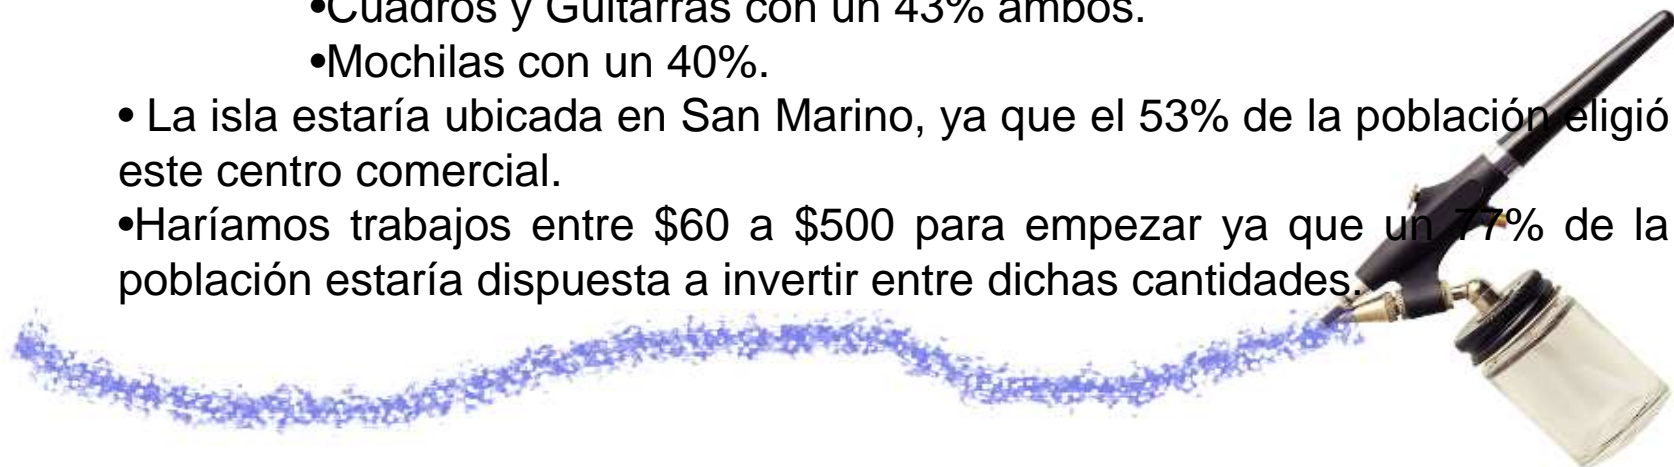 •Cuadros y Guitarras con un 43% ambos.
•Mochilas con un 40%.
• La isla estaría ubicada en San Marino, ya que el 53% de la población eligió
este centro comercial.
•Haríamos trabajos entre $60 a $500 para empezar ya que un 77% de la
población estaría dispuesta a invertir entre dichas cantidades.